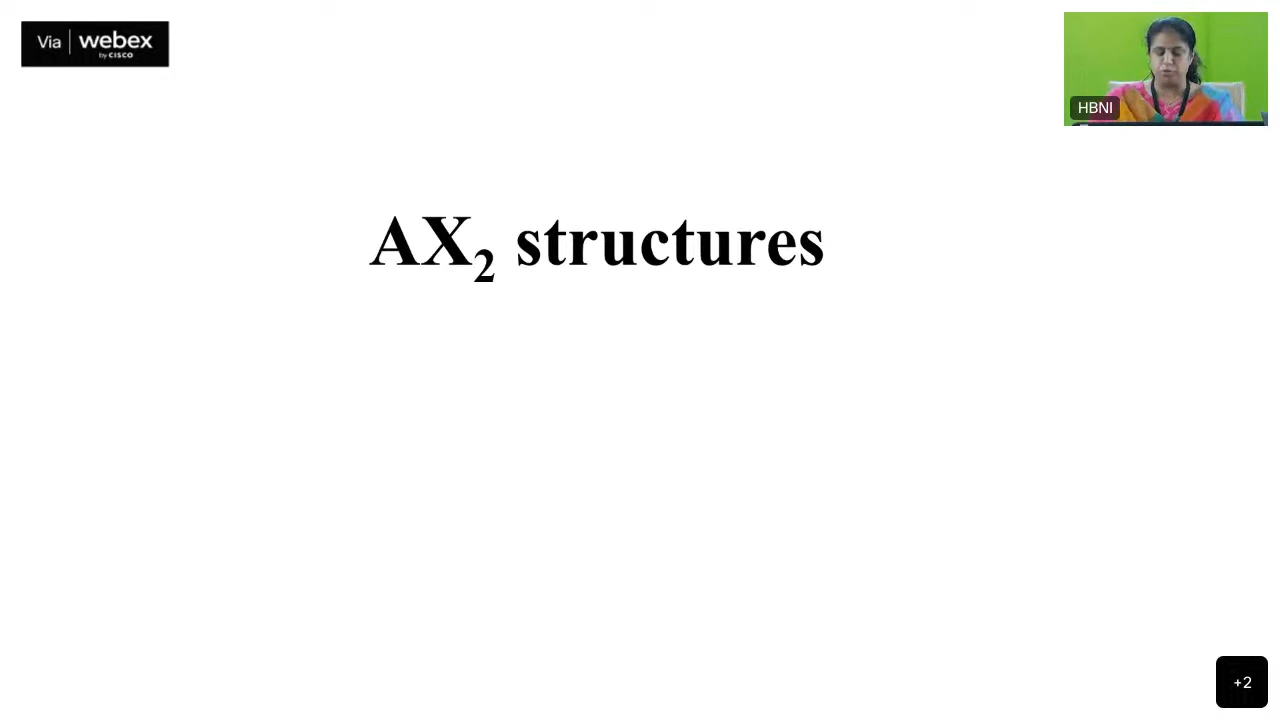 Via | webex
by CISCO
HBNI
AX₂ structures
+2